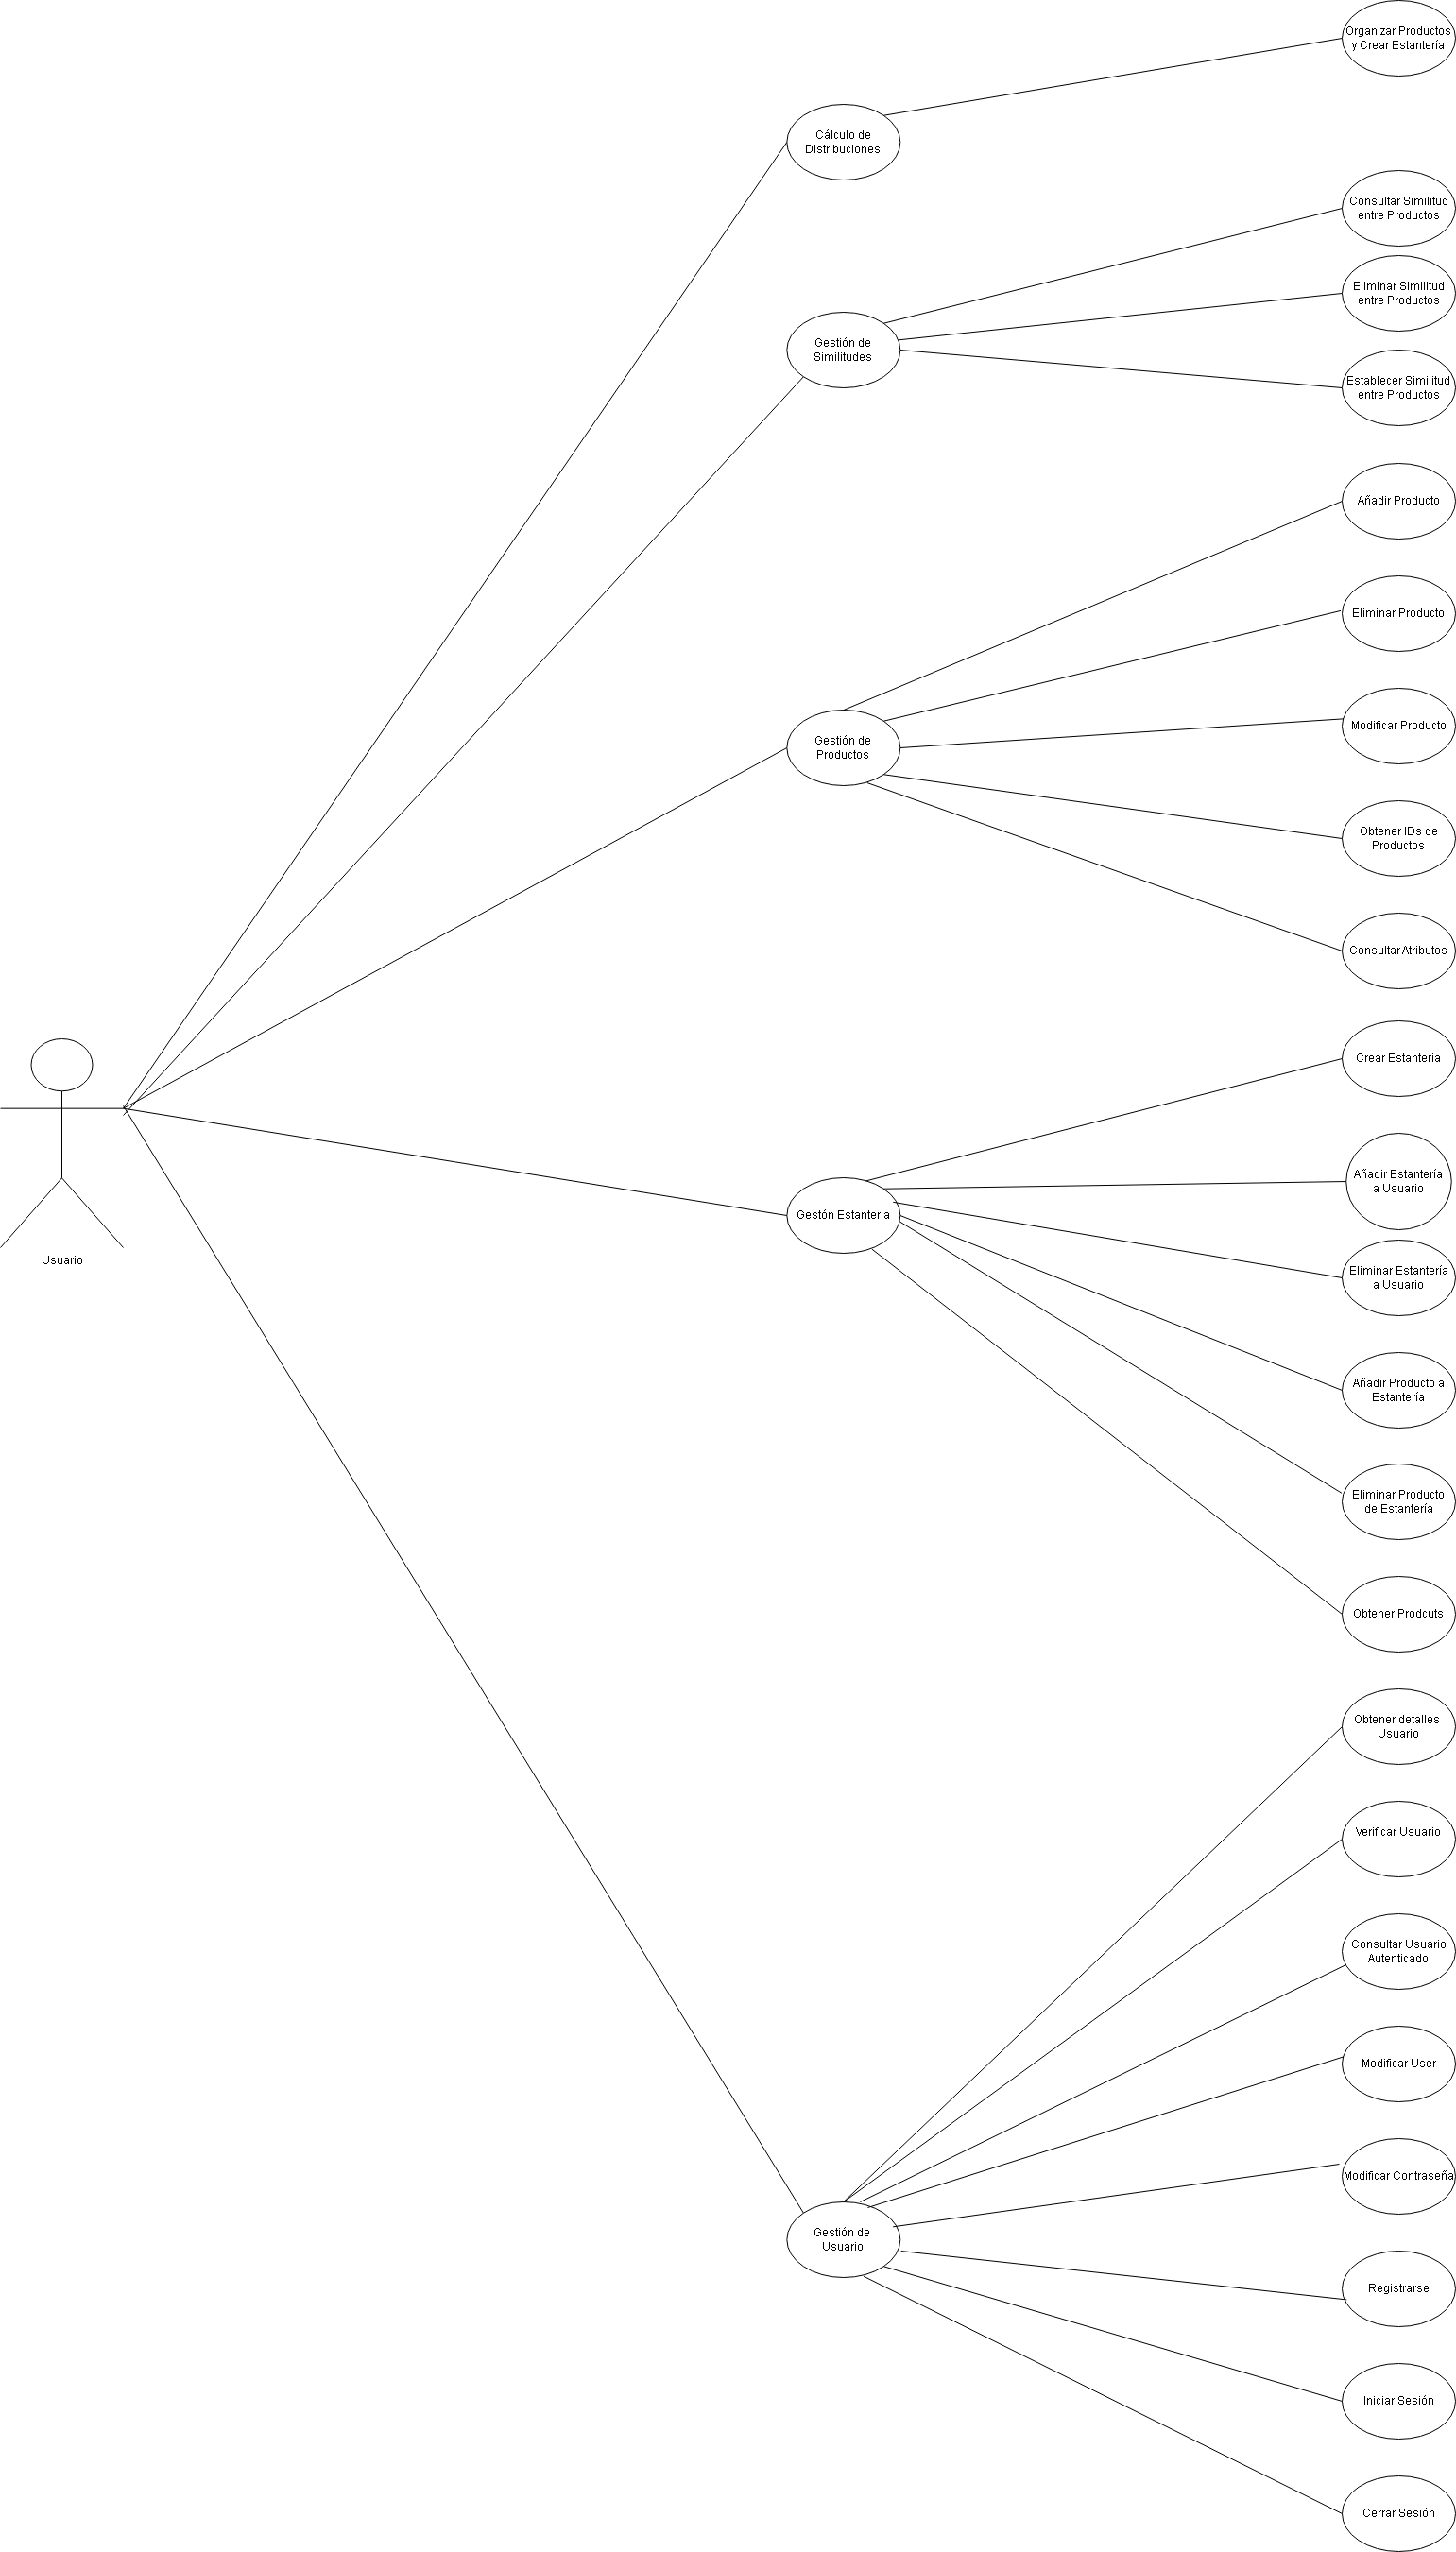 Organizar Productos
y Crear Estantería
Cálculo de
Distribuciones
Consultar Similitud
entre Productos
Eliminar Similitud
entre Productos
Gestión de
Similitudes
Establecer Similitud
entre Productos
Añadir Producto
Eliminar Producto
Modificar Producto
Gestión de
Productos
Obtener IDs de
Productos
Consultar Atributos
Crear Estantería
Añadir Estantería
a Usuario
Gestón Estanteria
Usuario
Eliminar Estantería
a Usuario
Añadir Producto a
Estantería
Eliminar Producto
de Estantería
Obtener Prodcuts
Obtener detalles
Usuario
Verificar Usuario
Consultar Usuario
Autenticado
Modificar User
Modificar Contraseña
Gestión de
Usuario
Registrarse
Iniciar Sesión
Cerrar Sesión